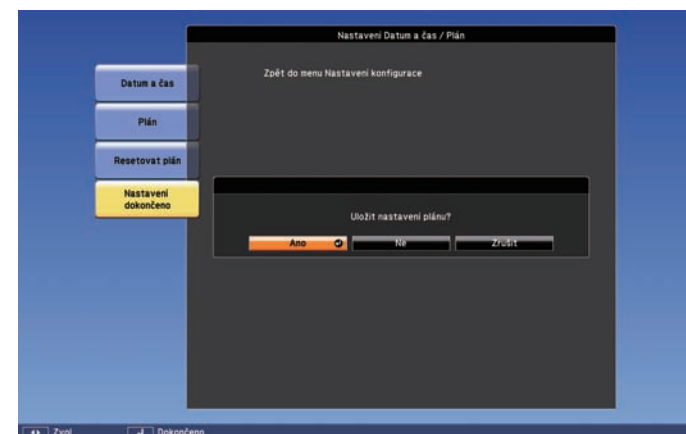 Nastavení Datum a čas / Plán
Zpět do menu Nastavení konfigurace
Datum a čas
Plán
Resetovat plán
Nastavení
dokončeno
Uložit nastavení plánu?
Ano
Ne
Zrušit
Zvol
Dokončeno